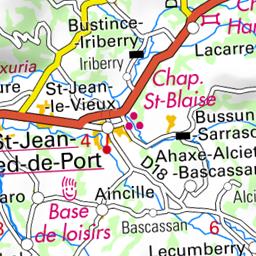 Bustince-
-Iriberry
Iriberry
Lacarre
St-Jean-
-le-Vieux
Chap.
St-Blaise
Bussun
-Sarrasq
St-Jean-
ed-de-Port
4
D18
Ahaxe-Alciet
-Bascassan
Aincille
Base
de loisirs
Bascassan
6
Lecumberry